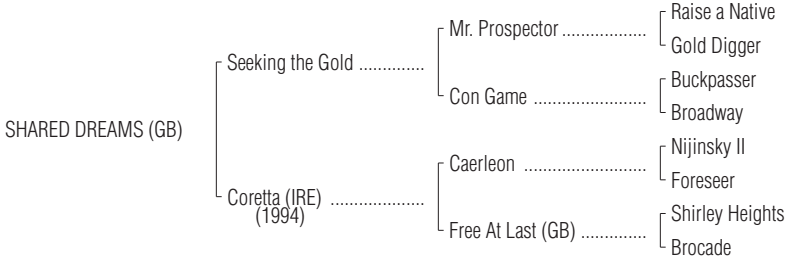 Raise a Native
Mr. Prospector ..................
Gold Digger
Seeking the Gold ..............
Buckpasser
Con Game ........................
Broadway
SHARED DREAMS (GB)
Nijinsky II
Caerleon ..........................
Foreseer
Coretta (IRE) ....................
(1994)
Shirley Heights
Free At Last (GB) ..............
Brocade